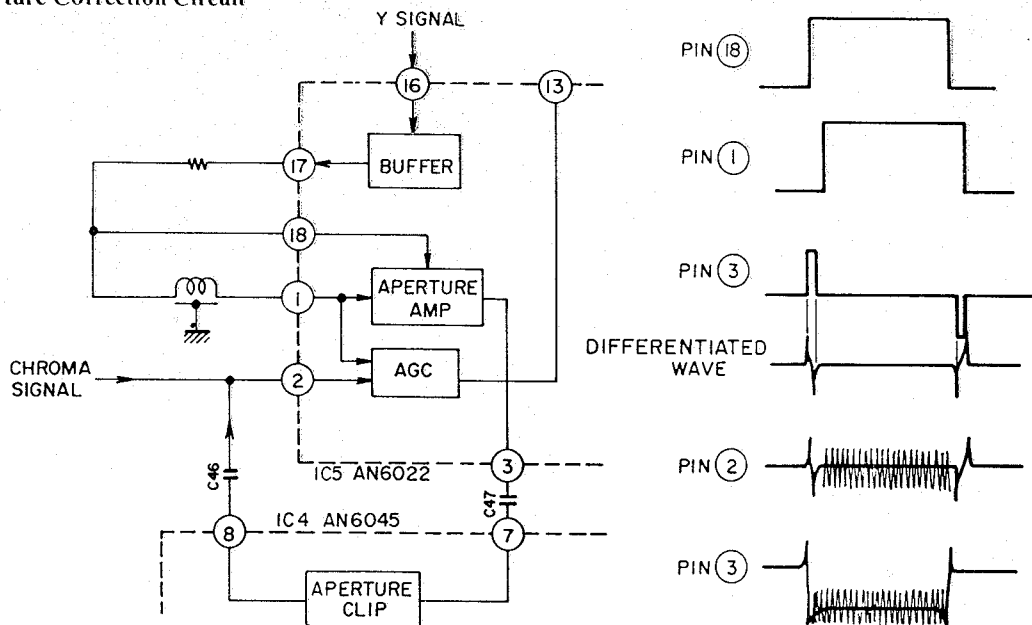 ture Correction Circuit
Y SIGNAL
16
13
BUFFER
17
18
1
APERTURE
AMP
CHROMA
SIGNAL
2
AGC
IC5 AN6022
3
C46
C47
IC4 AN6045
8
7
APERTURE
CLIP
PIN 18
PIN 1
PIN 3
DIFFERENTIATED
WAVE
PIN 2
PIN 3